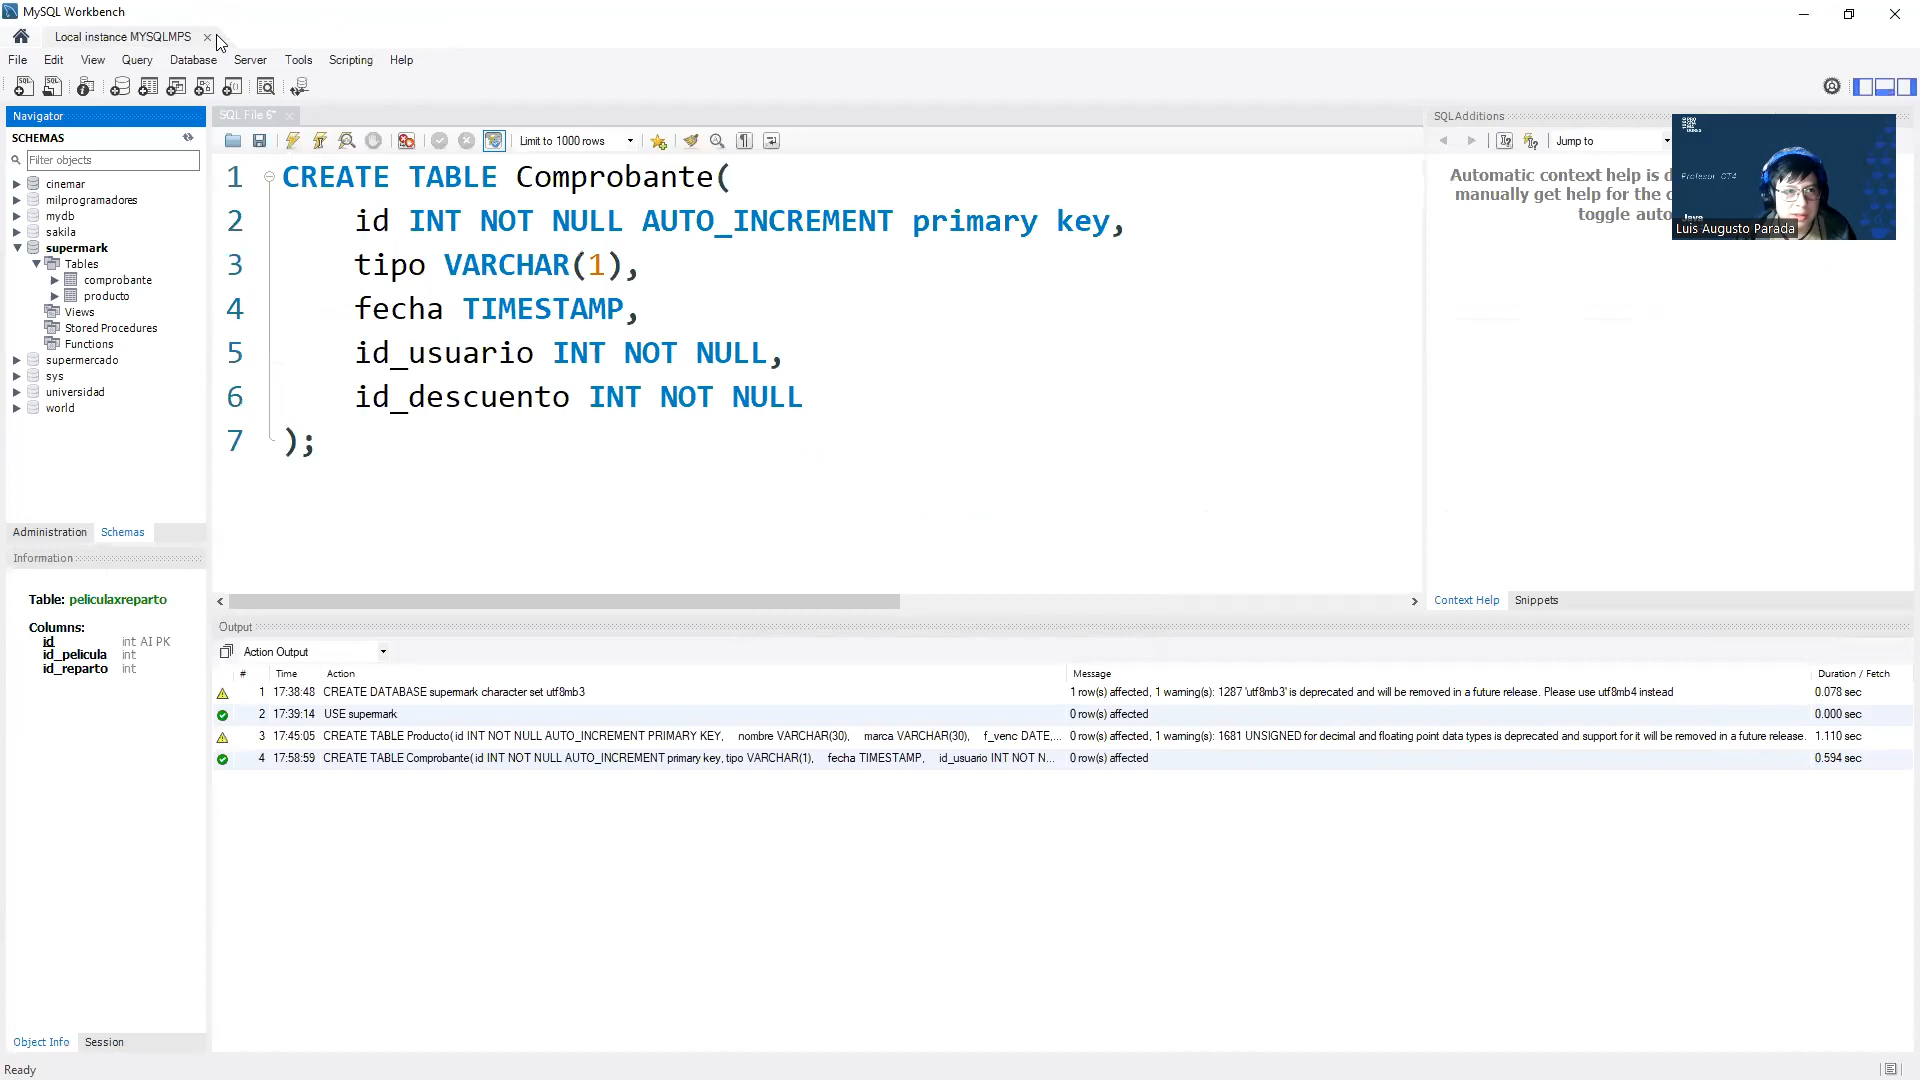 MySQL Workbench
Local instance MYSQLMPS
File Edit View Query Database Server Tools Scripting Help
Navigator
SCHEMAS
Filter objects
cinemar
milprogramadores
mydb
sakila
supermark
Tables
comprobante
producto
Views
Stored Procedures
Functions
supermercado
sys
universidad
world
Administration Schemas
Information
Table: peliculaxreparto
Columns:
id int AI PK
id_pelicula int
id_reparto int
Object Info Session
Ready
SQL File 6*
Limit to 1000 rows
1 CREATE TABLE Comprobante(
2 id INT NOT NULL AUTO_INCREMENT primary key,
3 tipo VARCHAR(1),
4 fecha TIMESTAMP,
5 id_usuario INT NOT NULL,
6 id_descuento INT NOT NULL
7 );
SQLAdditions
Jump to
Automatic context help is d
manually get help for the c
toggle auto
Profesor CT4
Java
Luis Augusto Parada
Context Help Snippets
Output
Action Output
# Time Action Message Duration / Fetch
1 17:38:48 CREATE DATABASE supermark character set utf8mb3 1 row(s) affected, 1 warning(s): 1287 'utf8mb3' is deprecated and will be removed in a future release. Please use utf8mb4 instead 0.078 sec
2 17:39:14 USE supermark 0 row(s) affected 0.000 sec
3 17:45:05 CREATE TABLE Producto( id INT NOT NULL AUTO_INCREMENT PRIMARY KEY, nombre VARCHAR(30), marca VARCHAR(30), f_venc DATE,... 0 row(s) affected, 1 warning(s): 1681 UNSIGNED for decimal and floating point data types is deprecated and support for it will be removed in a future release. 1.110 sec
4 17:58:59 CREATE TABLE Comprobante( id INT NOT NULL AUTO_INCREMENT primary key, tipo VARCHAR(1), fecha TIMESTAMP, id_usuario INT NOT N... 0 row(s) affected 0.594 sec